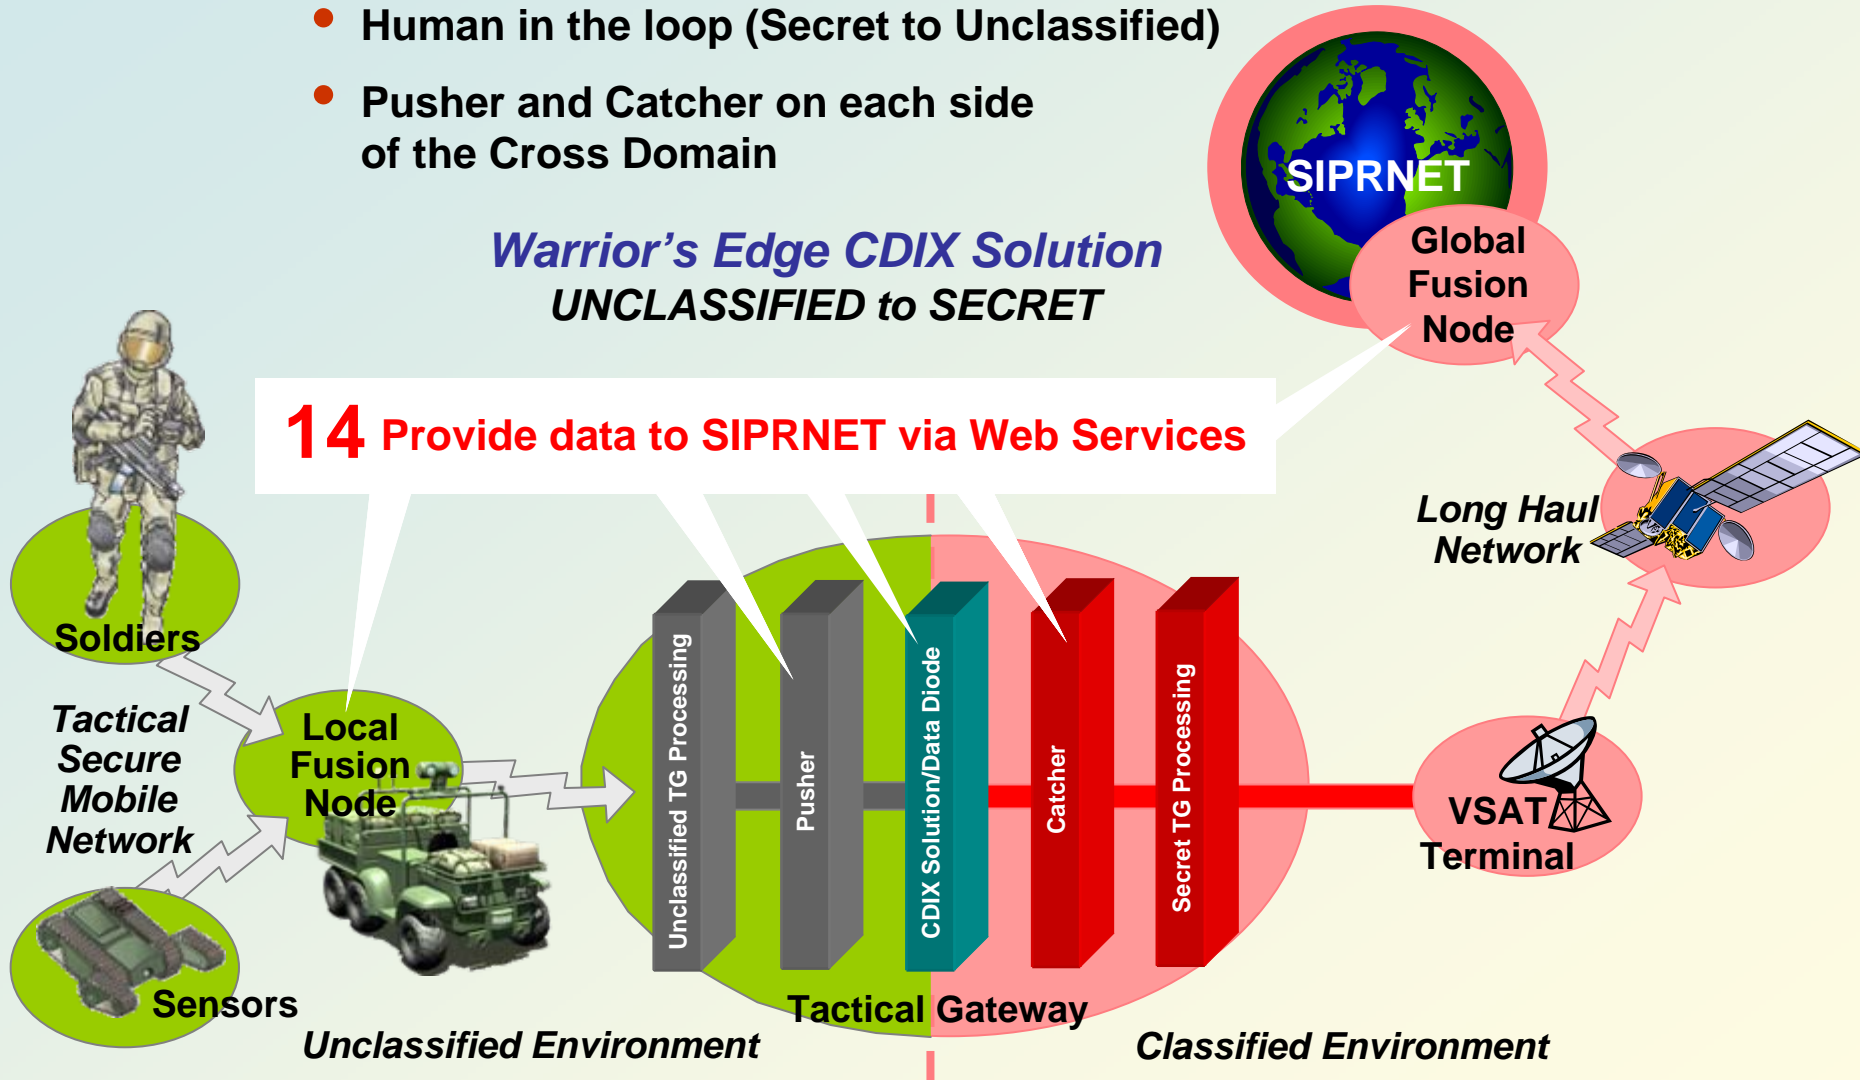 Human in the loop (Secret to Unclassified)
Pusher and Catcher on each side
of the Cross Domain
SIPRNET
Global
Fusion
Node
Warrior’s Edge CDIX Solution
UNCLASSIFIED to SECRET
14 Provide data to SIPRNET via Web Services
Long Haul
Network
Soldiers
Tactical
Secure
Mobile
Network
Local
Fusion
Node
Unclassified TG Processing
Pusher
CDIX Solution/Data Diode
Catcher
Secret TG Processing
VSAT
Terminal
Sensors
Tactical Gateway
Unclassified Environment
Classified Environment